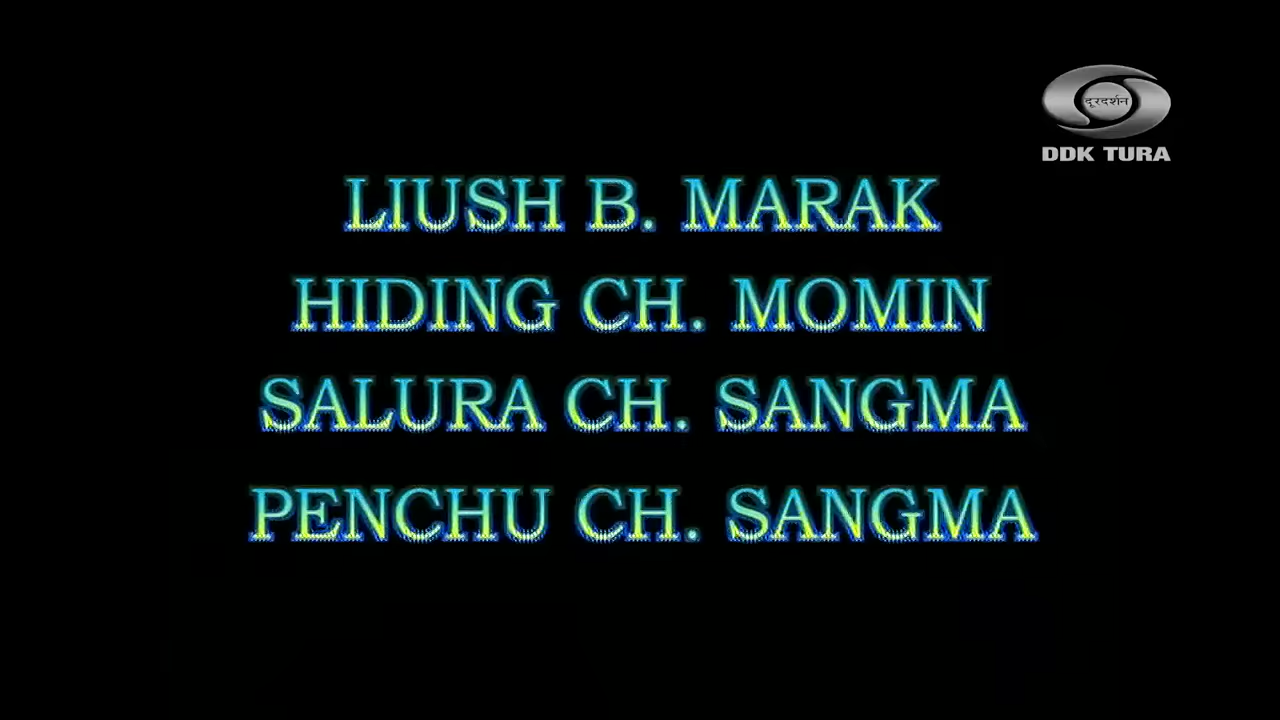 दूरदर्शन
DDK TURA
LIUSH B. MARAK
HIDING CH. MOMIN
SALURA CH. SANGMA
PENCHU CH. SANGMA